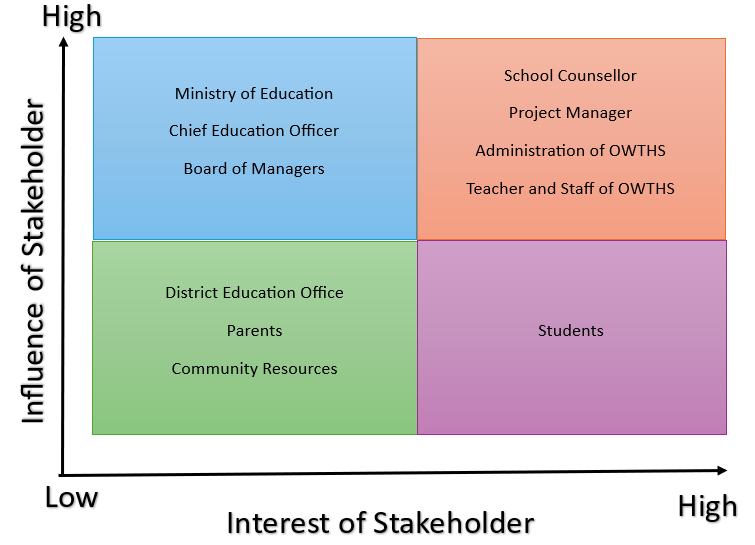 High
Influence of Stakeholder
Ministry of Education
Chief Education Officer
Board of Managers
School Counsellor
Project Manager
Administration of OWTHS
Teacher and Staff of OWTHS
District Education Office
Parents
Community Resources
Students
Low
Interest of Stakeholder
High